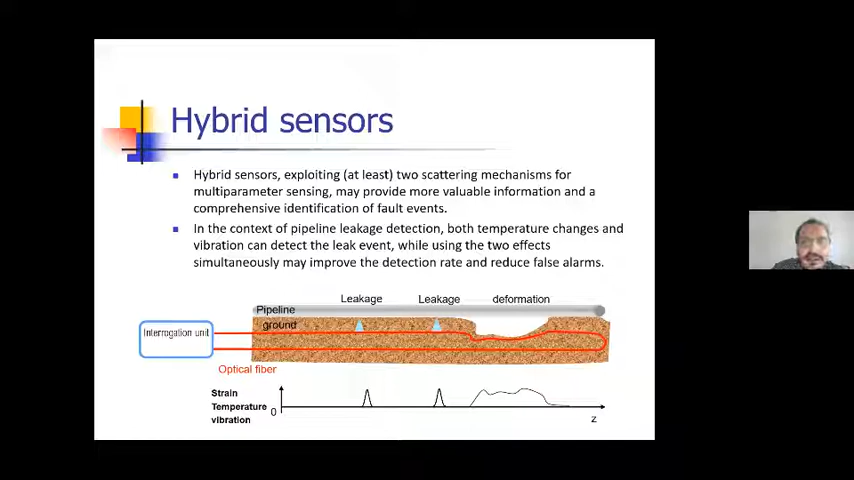 Hybrid sensors
Hybrid sensors, exploiting (at least) two scattering mechanisms for
multiparameter sensing, may provide more valuable information and a
comprehensive identification of fault events.
In the context of pipeline leakage detection, both temperature changes and
vibration can detect the leak event, while using the two effects
simultaneously may improve the detection rate and reduce false alarms.
Leakage Leakage deformation
Pipeline
ground
Interrogation unit
Optical fiber
Strain
Temperature 0
vibration
z